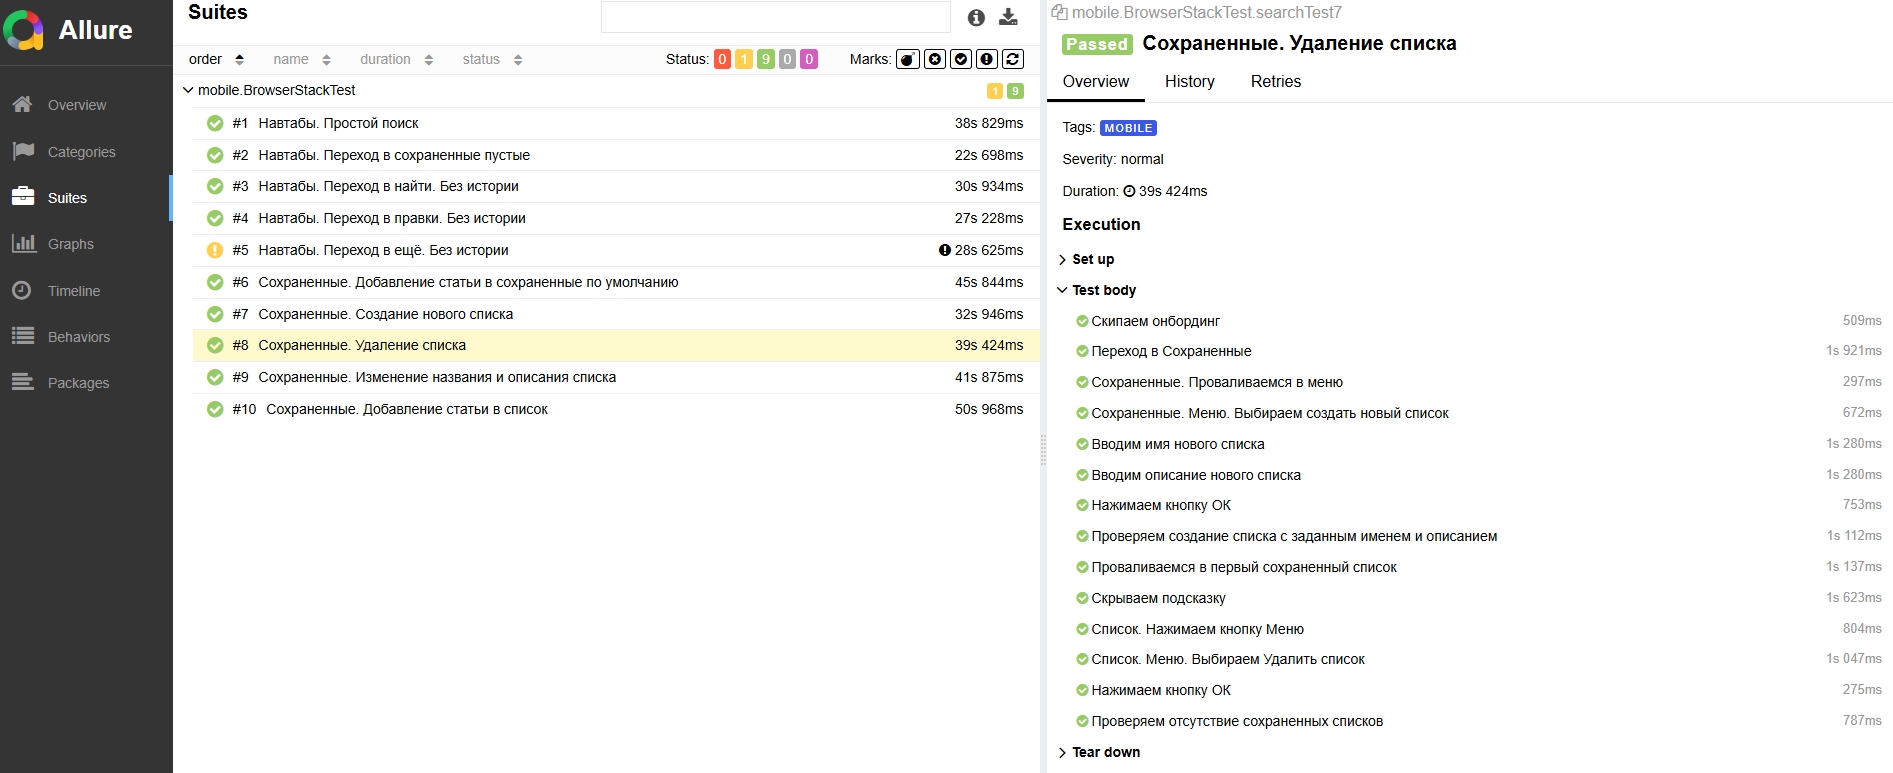 Allure
Overview
Categories
Suites
Graphs
Timeline
Behaviors
Packages
Suites
order name duration status Status: 0 1 9 0 0 Marks:
mobile.BrowserStackTest 1 9
#1 Навтабы. Простой поиск 38s 829ms
#2 Навтабы. Переход в сохраненные пустые 22s 698ms
#3 Навтабы. Переход в найти. Без истории 30s 934ms
#4 Навтабы. Переход в правки. Без истории 27s 228ms
#5 Навтабы. Переход в ещё. Без истории 28s 625ms
#6 Сохраненные. Добавление статьи в сохраненные по умолчанию 45s 844ms
#7 Сохраненные. Создание нового списка 32s 946ms
#8 Сохраненные. Удаление списка 39s 424ms
#9 Сохраненные. Изменение названия и описания списка 41s 875ms
#10 Сохраненные. Добавление статьи в список 50s 968ms
mobile.BrowserStackTest.searchTest7
Passed Сохраненные. Удаление списка
Overview History Retries
Tags: MOBILE
Severity: normal
Duration: 39s 424ms
Execution
Set up
Test body
Скипаем онбординг 509ms
Переход в Сохраненные 1s 921ms
Сохраненные. Проваливаемся в меню 297ms
Сохраненные. Меню. Выбираем создать новый список 672ms
Вводим имя нового списка 1s 280ms
Вводим описание нового списка 1s 280ms
Нажимаем кнопку ОК 753ms
Проверяем создание списка с заданным именем и описанием 1s 112ms
Проваливаемся в первый сохраненный список 1s 137ms
Скрываем подсказку 1s 623ms
Список. Нажимаем кнопку Меню 804ms
Список. Меню. Выбираем Удалить список 1s 047ms
Нажимаем кнопку ОК 275ms
Проверяем отсутствие сохраненных списков 787ms
Tear down